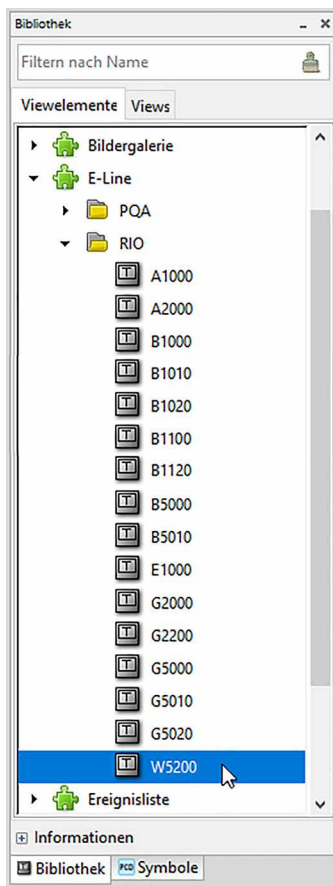 Bibliothek
Filtern nach Name
Viewelemente Views
Bildergalerie
E-Line
PQA
RIO
T A1000
T A2000
T B1000
T B1010
T B1020
T B1100
T B1120
T B5000
T B5010
T E1000
T G2000
T G2200
T G5000
T G5010
T G5020
T W5200
Ereignisliste
Informationen
Bibliothek PCD Symbole